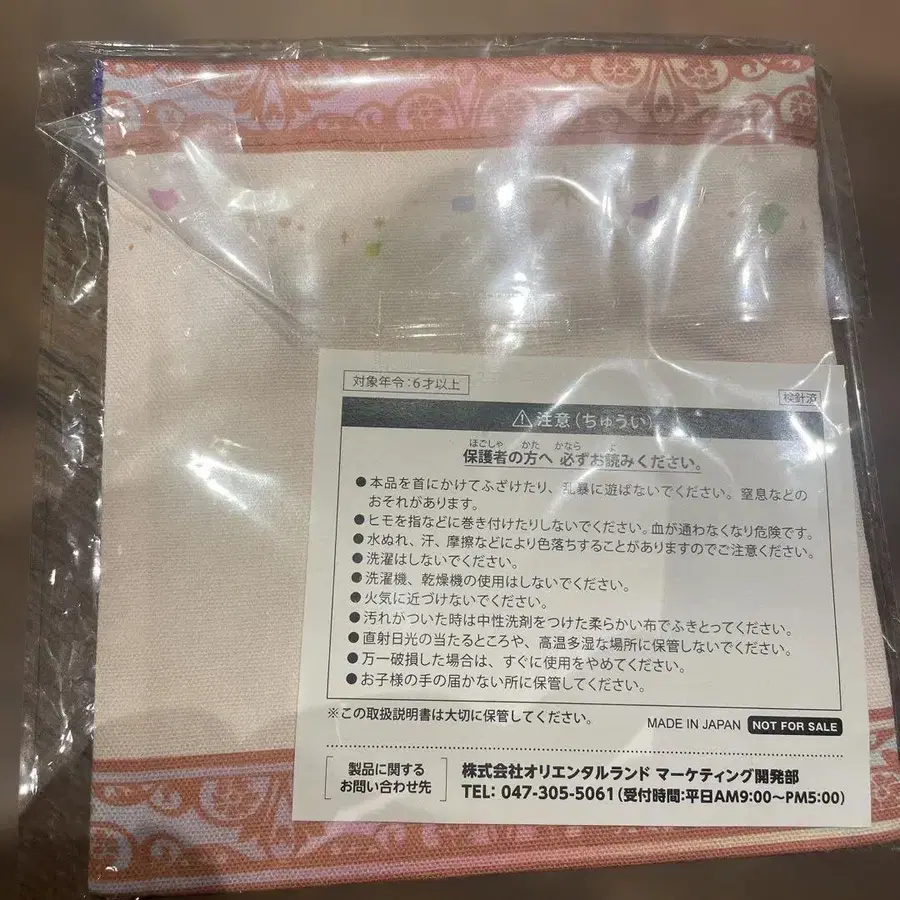 対象年令:6才以上
検針済
⚠注意(ちゅうい)
ほごしゃ かた かなら よ
保護者の方へ 必ずお読みください。
●本品を首にかけてふざけたり、乱暴に遊ばないでください。窒息などの
おそれがあります。
●ヒモを指などに巻き付けたりしないでください。血が通わなくなり危険です。
●水ぬれ、汗、摩擦などにより色落ちすることがありますのでご注意ください。
●洗濯はしないでください。
●洗濯機、乾燥機の使用はしないでください。
●火気に近づけないでください。
●汚れがついた時は中性洗剤をつけた柔らかい布でふきとってください。
●直射日光の当たるところや、高温多湿な場所に保管しないでください。
●万一破損した場合は、すぐに使用をやめてください。
●お子様の手の届かない所に保管してください。
※この取扱説明書は大切に保管してください。
MADE IN JAPAN NOT FOR SALE
製品に関する
お問い合わせ先
株式会社オリエンタルランド マーケティング開発部
TEL: 047-305-5061(受付時間:平日AM9:00～PM5:00)